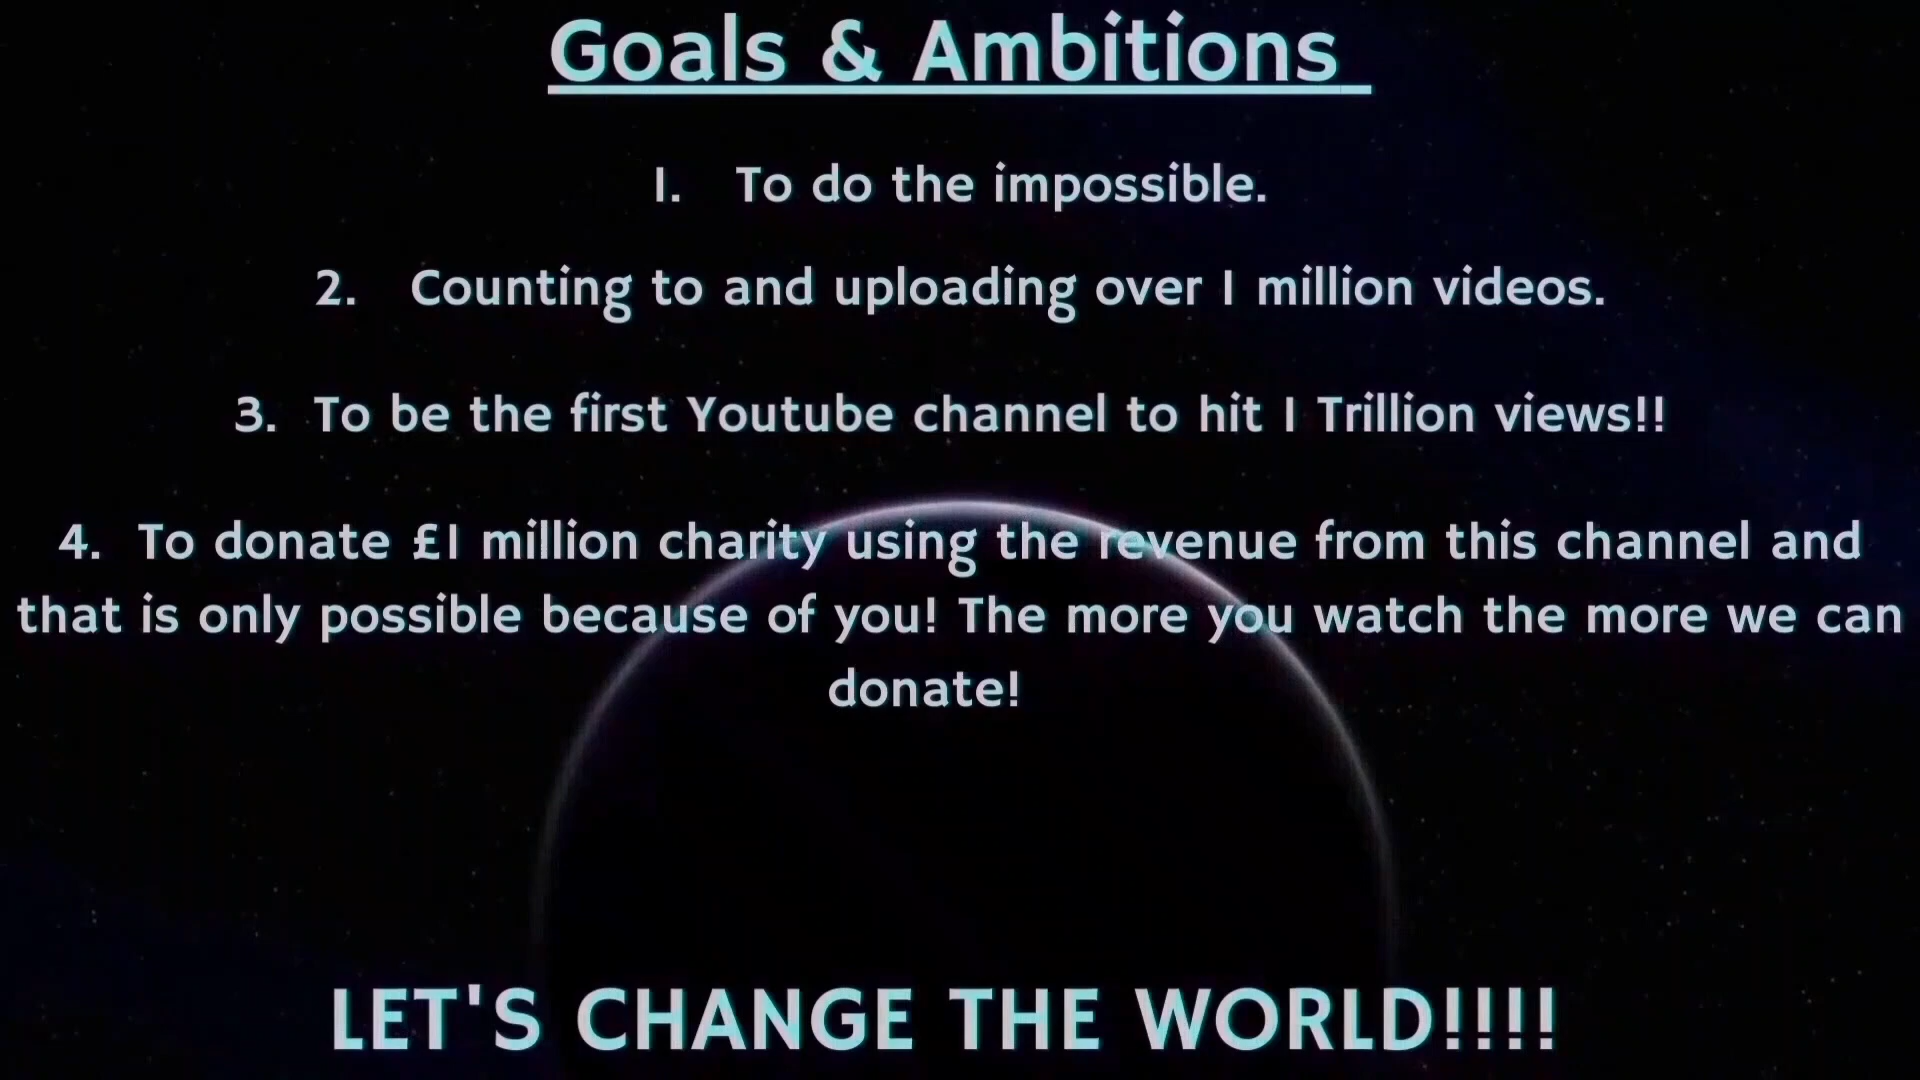 Goals & Ambitions
1. To do the impossible.
2. Counting to and uploading over 1 million videos.
3. To be the first Youtube channel to hit 1 Trillion views!!
4. To donate £1 million charity using the revenue from this channel and
that is only possible because of you! The more you watch the more we can
donate!
LET'S CHANGE THE WORLD!!!!